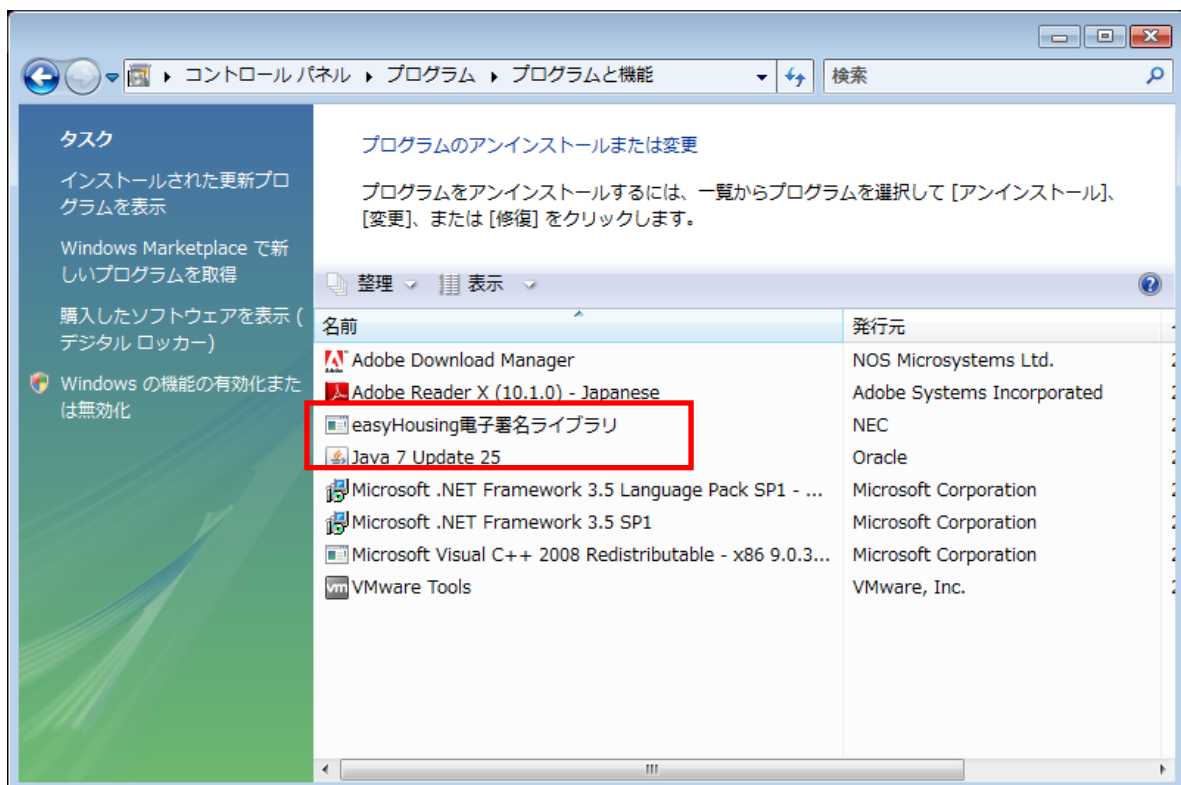 コントロール パネル ▸ プログラム ▸ プログラムと機能
検索
タスク
インストールされた更新プロ
グラムを表示
Windows Marketplace で新
しいプログラムを取得
購入したソフトウェアを表示 (
デジタル ロッカー)
Windows の機能の有効化また
は無効化
プログラムのアンインストールまたは変更
プログラムをアンインストールするには、一覧からプログラムを選択して [アンインストール]、
[変更]、または [修復] をクリックします。
整理 表示
名前 発行元
Adobe Download Manager NOS Microsystems Ltd.
Adobe Reader X (10.1.0) - Japanese Adobe Systems Incorporated
easyHousing電子署名ライブラリ NEC
Java 7 Update 25 Oracle
Microsoft .NET Framework 3.5 Language Pack SP1 - ... Microsoft Corporation
Microsoft .NET Framework 3.5 SP1 Microsoft Corporation
Microsoft Visual C++ 2008 Redistributable - x86 9.0.3... Microsoft Corporation
VMware Tools VMware, Inc.